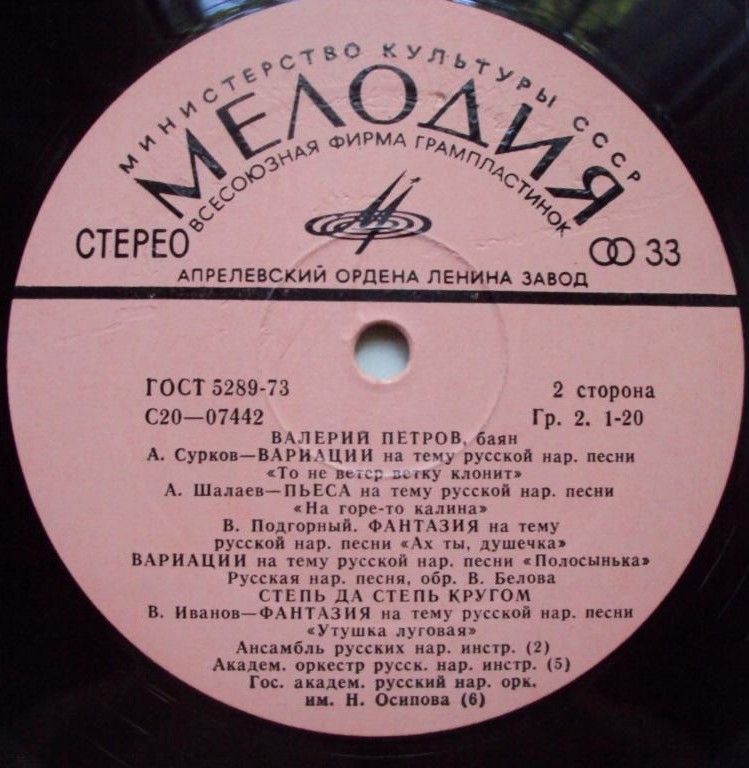 МИНИСТЕРСТВО КУЛЬТУРЫ СССР
МЕЛОДИЯ
ВСЕСОЮЗНАЯ ФИРМА ГРАМПЛАСТИНОК
СТЕРЕО
33
АПРЕЛЕВСКИЙ ОРДЕНА ЛЕНИНА ЗАВОД
ГОСТ 5289-73
2 сторона
С20—07442
Гр. 2. 1-20
ВАЛЕРИЙ ПЕТРОВ, баян
А. Сурков—ВАРИАЦИИ на тему русской нар. песни
«То не ветер ветку клонит»
А. Шалаев—ПЬЕСА на тему русской нар. песни
«На горе-то калина»
В. Подгорный. ФАНТАЗИЯ на тему
русской нар. песни «Ах ты, душечка»
ВАРИАЦИИ на тему русской нар. песни «Полосынька»
Русская нар. песня, обр. В. Белова
СТЕПЬ ДА СТЕПЬ КРУГОМ
В. Иванов—ФАНТАЗИЯ на тему русской нар. песни
«Утушка луговая»
Ансамбль русских нар. инстр. (2)
Академ. оркестр русск. нар. инстр. (5)
Гос. академ. русский нар. орк.
им. Н. Осипова (6)